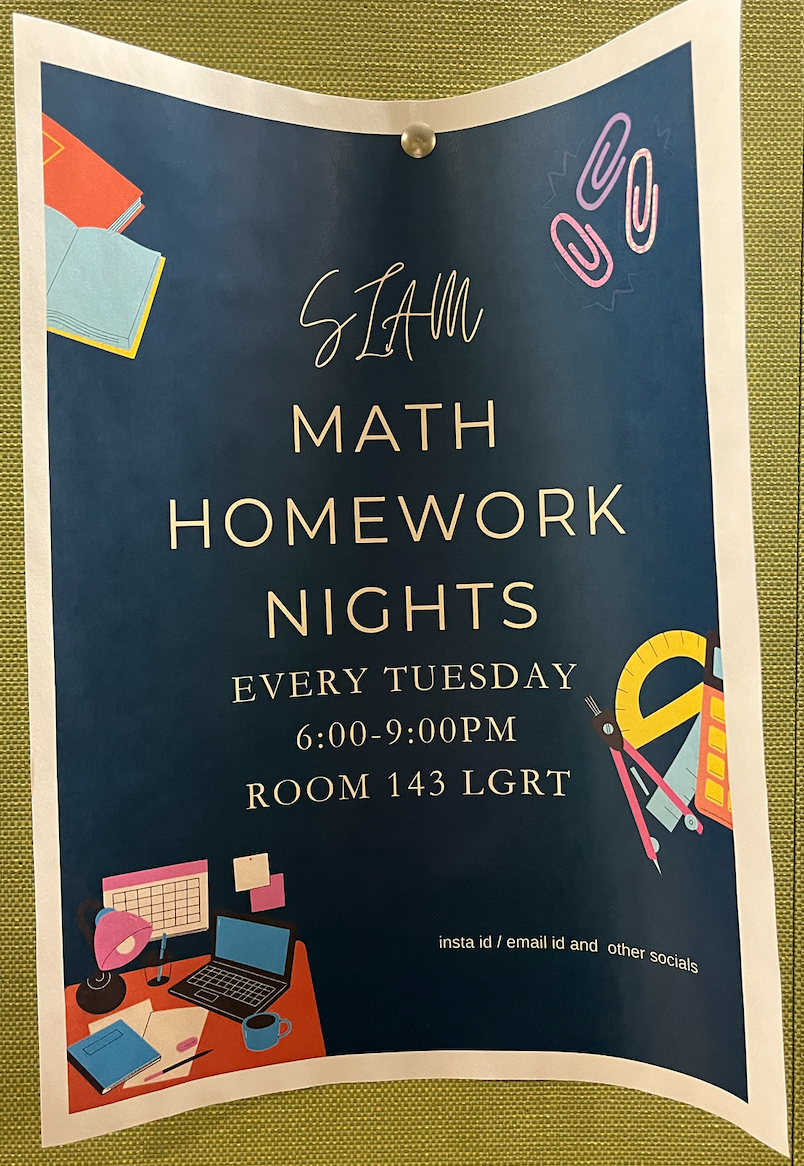 SIAM
MATH
HOMEWORK
NIGHTS
EVERY TUESDAY
6:00-9:00PM
ROOM 143 LGRT
insta id / email id and other socials